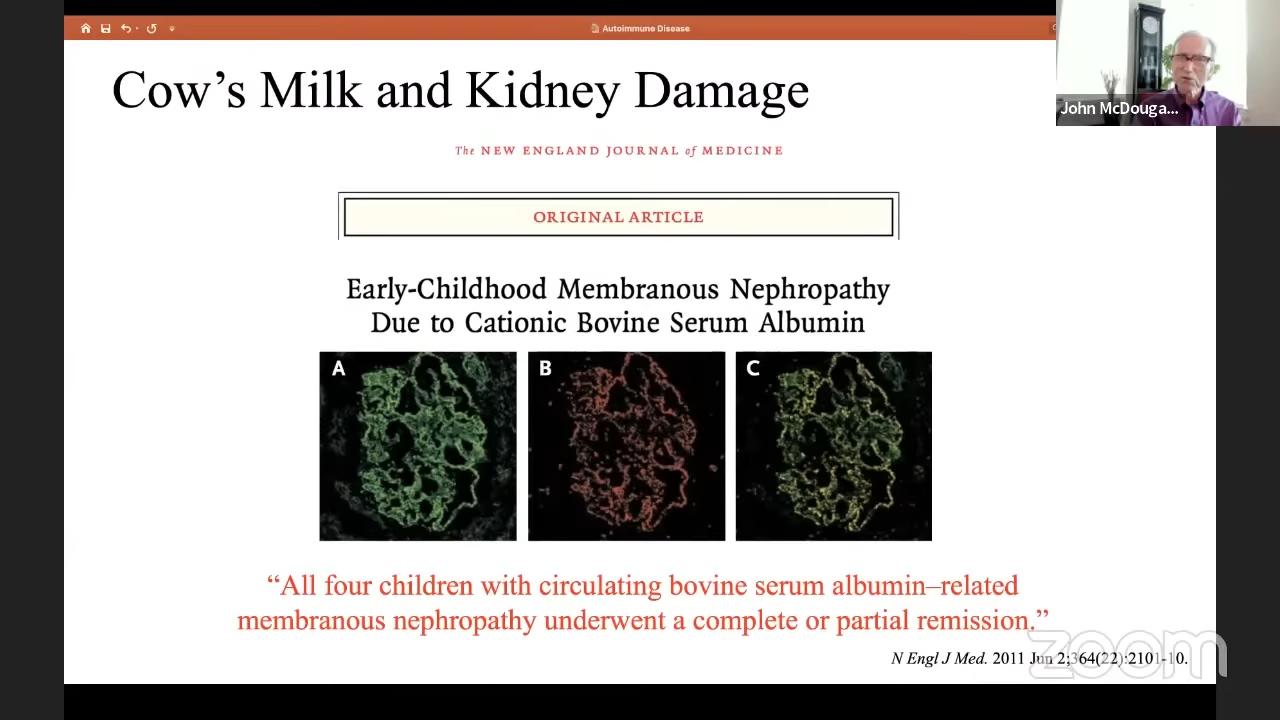 Autoimmune Disease
Cow's Milk and Kidney Damage
John McDouga...
The NEW ENGLAND JOURNAL of MEDICINE
ORIGINAL ARTICLE
Early-Childhood Membranous Nephropathy
Due to Cationic Bovine Serum Albumin
A
B
C
“All four children with circulating bovine serum albumin–related
membranous nephropathy underwent a complete or partial remission.”
N Engl J Med. 2011 Jun 2;364(22):2101-10.
zoom